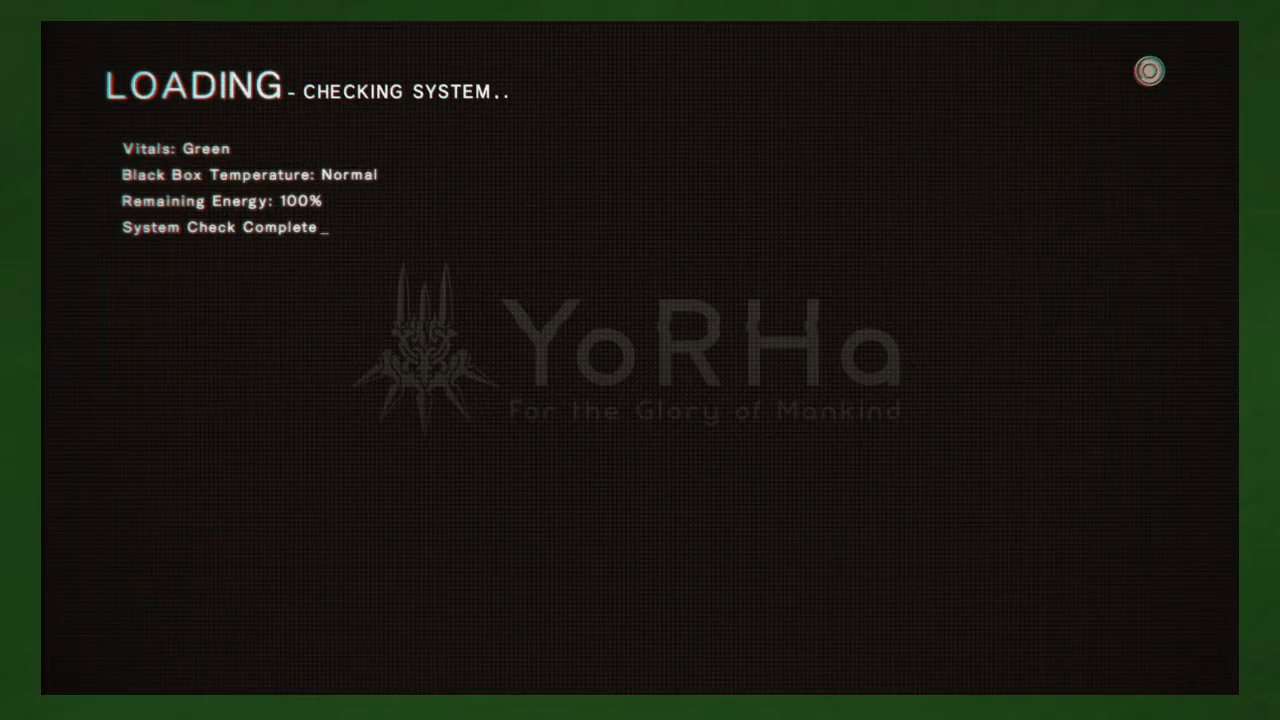 LOADING - CHECKING SYSTEM..
Vitals: Green
Black Box Temperature: Normal
Remaining Energy: 100%
System Check Complete _
YoRHa
For the Glory of Mankind